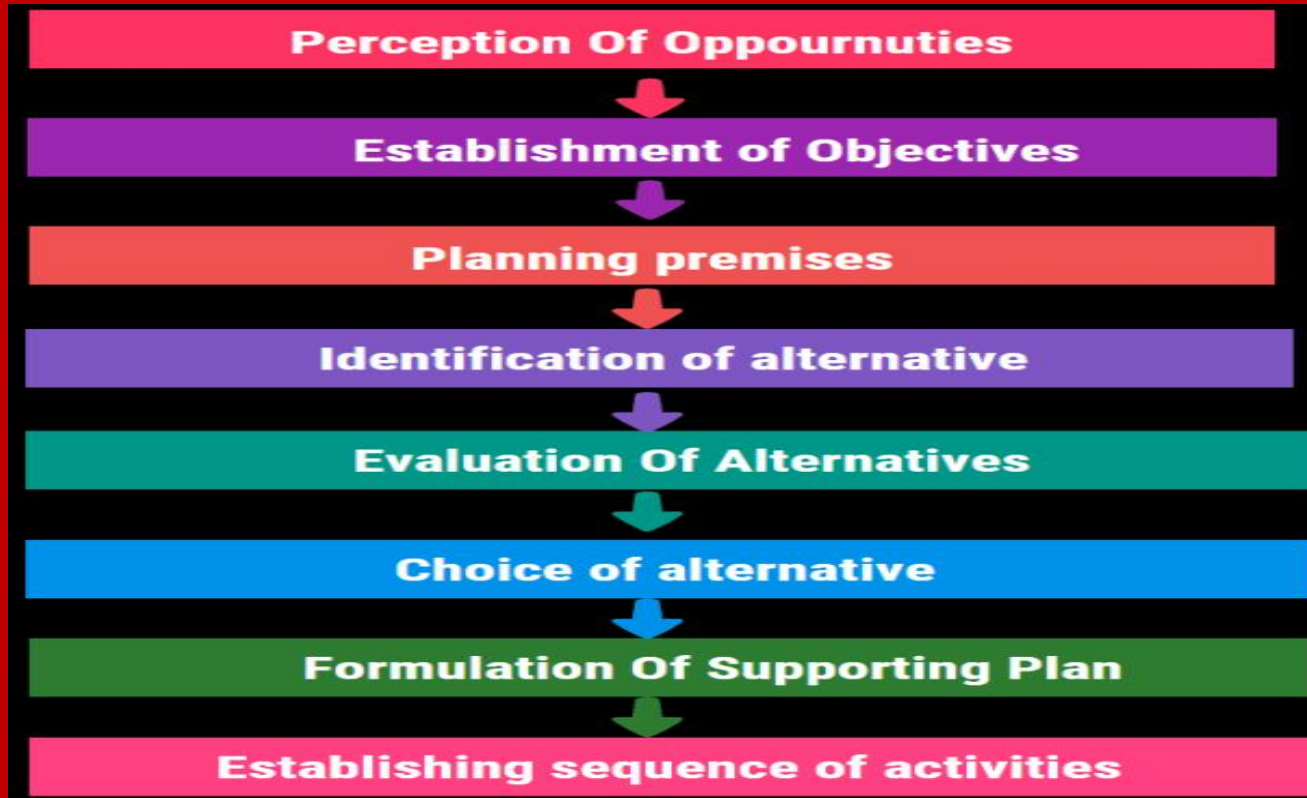 Perception Of Oppournuties
Establishment of Objectives
Planning premises
Identification of alternative
Evaluation Of Alternatives
Choice of alternative
Formulation Of Supporting Plan
Establishing sequence of activities